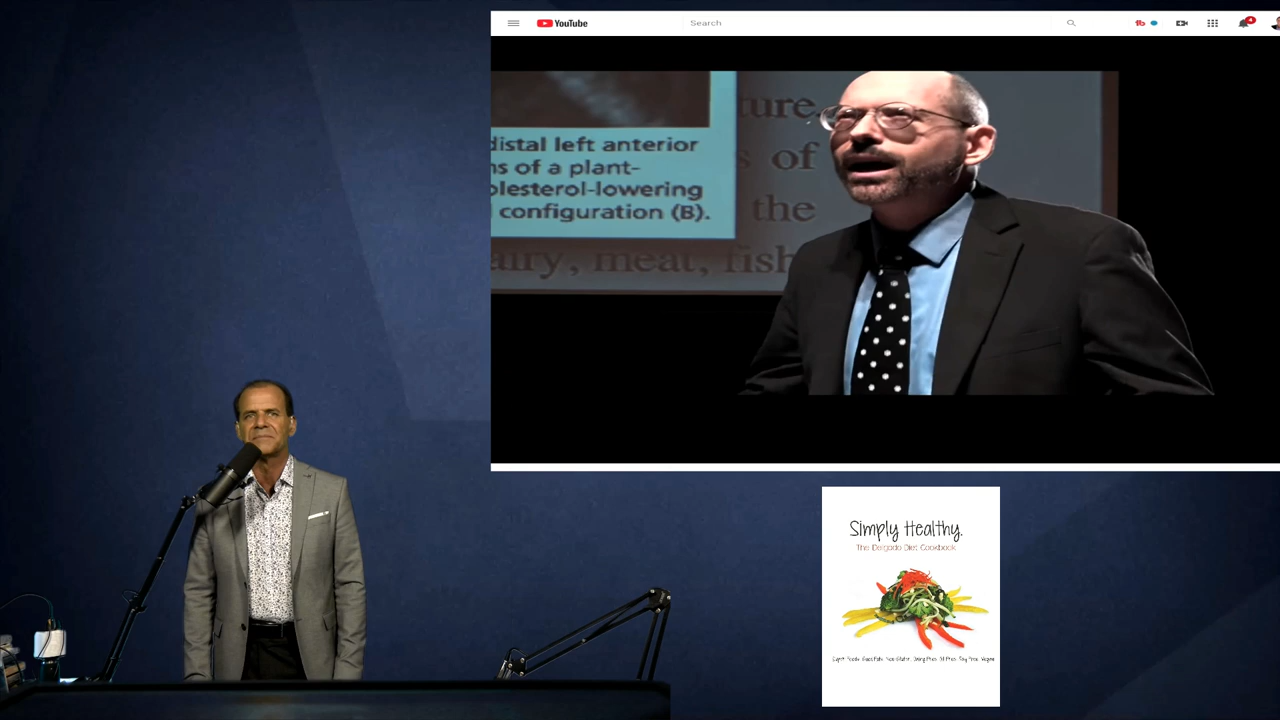 YouTube
Search
4
ture.
distal left anterior
ns of a plant-
s of
olesterol-lowering
the
configuration (B).
airy, meat, fish
Simply Healthy.
The Delgado Diet Cookbook